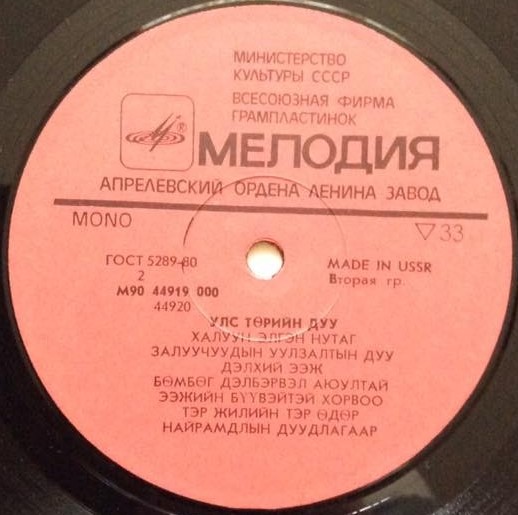 МИНИСТЕРСТВО
КУЛЬТУРЫ СССР
ВСЕСОЮЗНАЯ ФИРМА
ГРАМПЛАСТИНОК
МЕЛОДИЯ
АПРЕЛЕВСКИЙ ОРДЕНА ЛЕНИНА ЗАВОД
MONO
▽33
ГОСТ 5289-80
2
М90 44919 000
44920
MADE IN USSR
Вторая гр.
УЛС ТӨРИЙН ДУУ
ХАЛУУН ЭЛГЭН НУТАГ
ЗАЛУУЧУУДЫН УУЛЗАЛТЫН ДУУ
ДЭЛХИЙ ЭЭЖ
БӨМБӨГ ДЭЛБЭРВЭЛ АЮУЛТАЙ
ЭЭЖИЙН БҮҮВЭЙТЭЙ ХОРВОО
ТЭР ЖИЛИЙН ТЭР ӨДӨР
НАЙРАМДЛЫН ДУУДЛАГААР